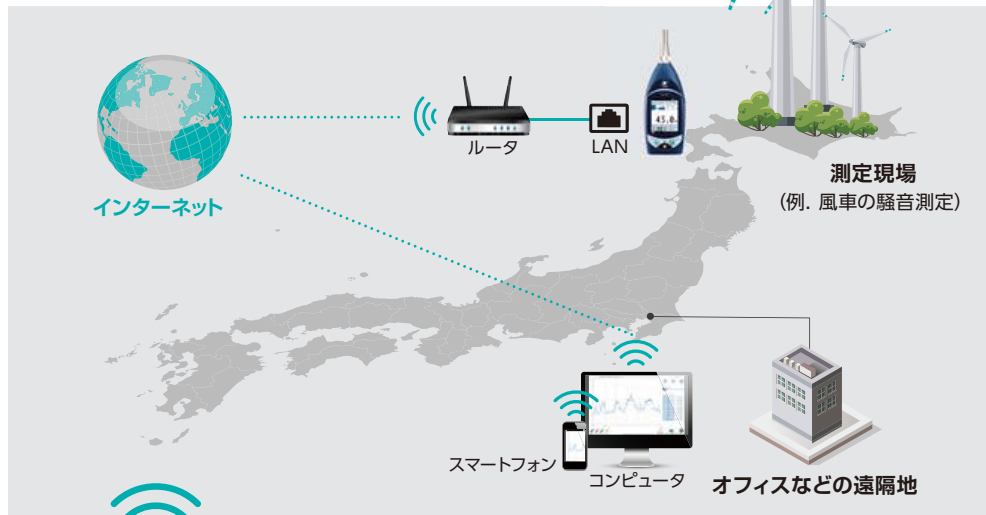 45.0
ルータ
LAN
測定現場
(例. 風車の騒音測定)
インターネット
スマートフォン
コンピュータ
オフィスなどの遠隔地